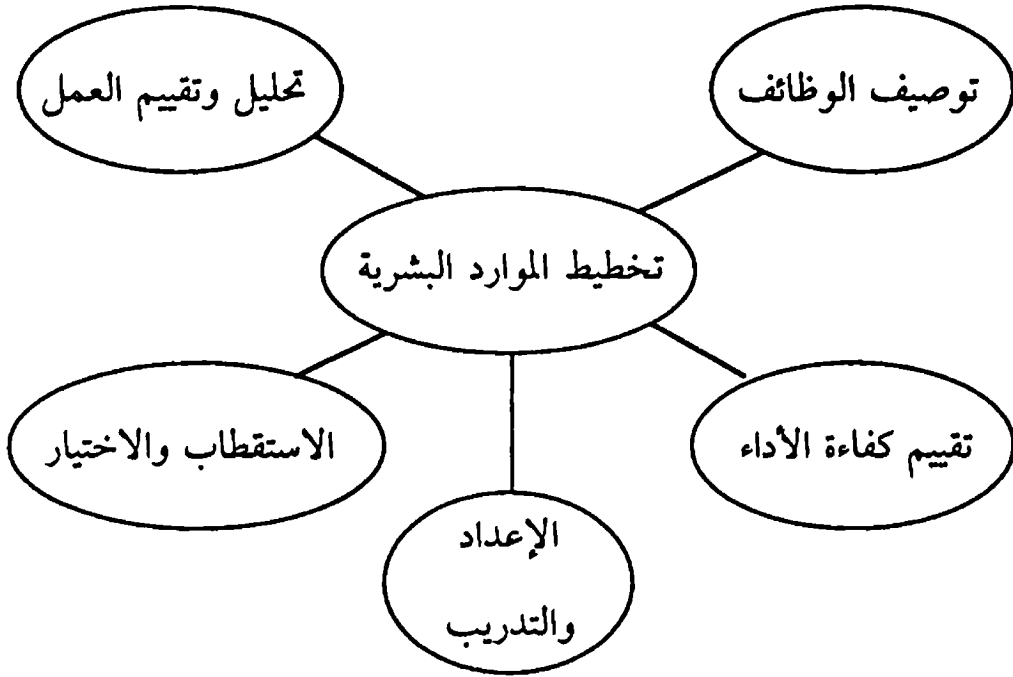 توصيف الوظائف
تحليل وتقييم العمل
تخطيط الموارد البشرية
تقييم كفاءة الأداء
الاستقطاب والاختيار
الإعداد
والتدريب